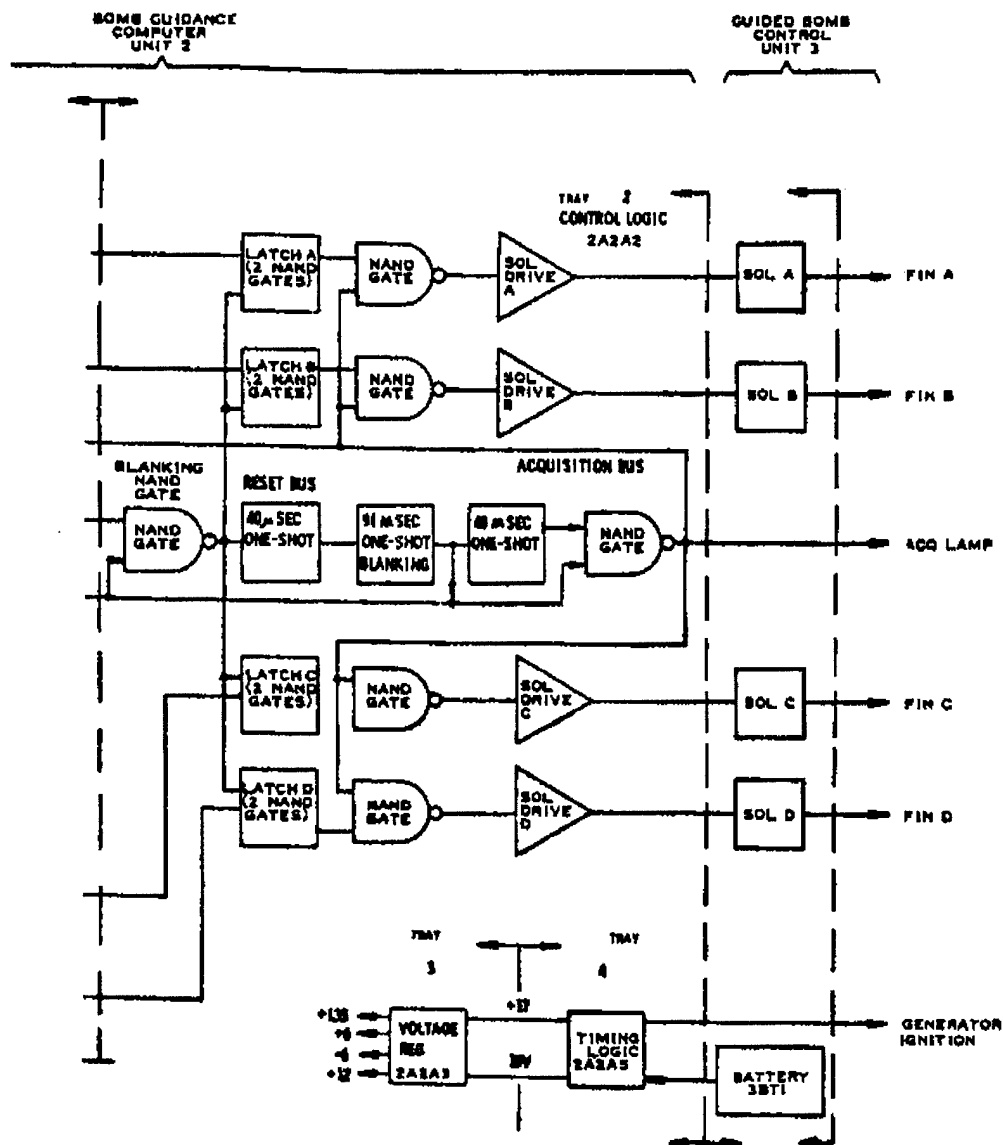 BOMB GUIDANCE
COMPUTER
UNIT 2
GUIDED BOMB
CONTROL
UNIT 3
TRAY 2
CONTROL LOGIC
2A2A2
LATCH A
(2 NAND
GATES)
NAND
GATE
SOL
DRIVE
A
SOL A
FIN A
LATCH B
(2 NAND
GATES)
NAND
GATE
SOL
DRIVE
B
SOL B
FIN B
BLANKING
NAND
GATE
RESET BUS
ACQUISITION BUS
NAND
GATE
40μ SEC
ONE-SHOT
ONE-SHOT
BLANKING
ONE-SHOT
NAND
GATE
ACQ LAMP
LATCH C
(2 NAND
GATES)
NAND
GATE
SOL
DRIVE
C
SOL C
FIN C
LATCH D
(2 NAND
GATES)
NAND
GATE
SOL
DRIVE
D
SOL D
FIN D
TRAY
3
TRAY
4
VOLTAGE
REG
2A2A3
TIMING
LOGIC
2A2A5
GENERATOR
IGNITION
BATTERY
3BT1